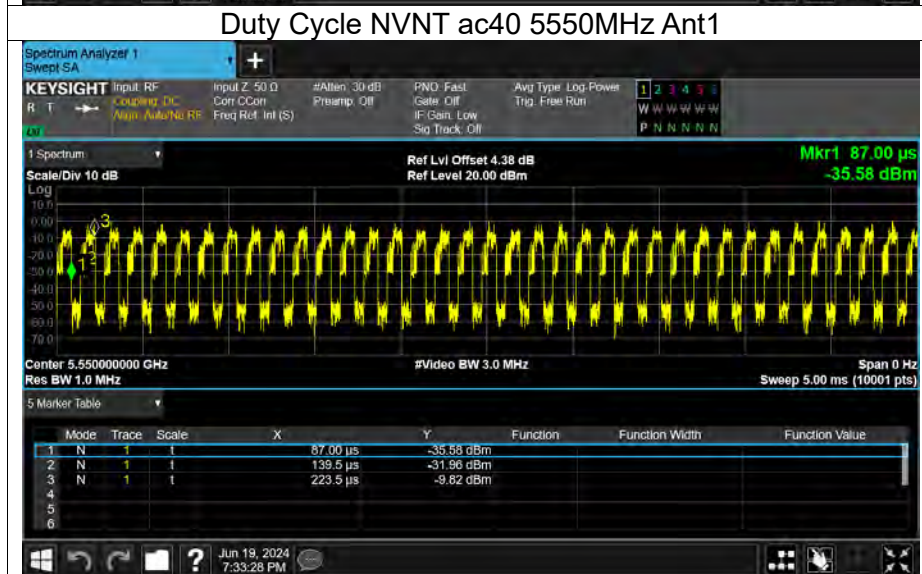 Duty Cycle NVNT ac40 5550MHz Ant1
Spectrum Analyzer 1
Swept SA
+
KEYSIGHT Input: RF Input Z: 50 Ω #Atten: 30 dB PNO: Fast Avg Type: Log-Power 1 2 3 4 5 6
R T Coupling: DC Corr CCorr Preamp: Off Gate: Off Trig: Free Run W W W W W W
Align: Auto/No RF Freq Ref: Int (S) IF Gain: Low
Sig Track: Off P N N N N N
1 Spectrum Ref Lvl Offset 4.38 dB Mkr1 87.00 µs
Scale/Div 10 dB Ref Level 20.00 dBm -35.58 dBm
Log
10.0
0.00
-10.0
-20.0
-30.0
-40.0
-50.0
-60.0
-70.0
1 2 3
Center 5.550000000 GHz #Video BW 3.0 MHz Span 0 Hz
Res BW 1.0 MHz Sweep 5.00 ms (10001 pts)
5 Marker Table
Mode Trace Scale X Y Function Function Width Function Value
1 N 1 t 87.00 µs -35.58 dBm
2 N 1 t 139.5 µs -31.96 dBm
3 N 1 t 223.5 µs -9.82 dBm
4
5
6
? Jun 19, 2024
7:33:28 PM